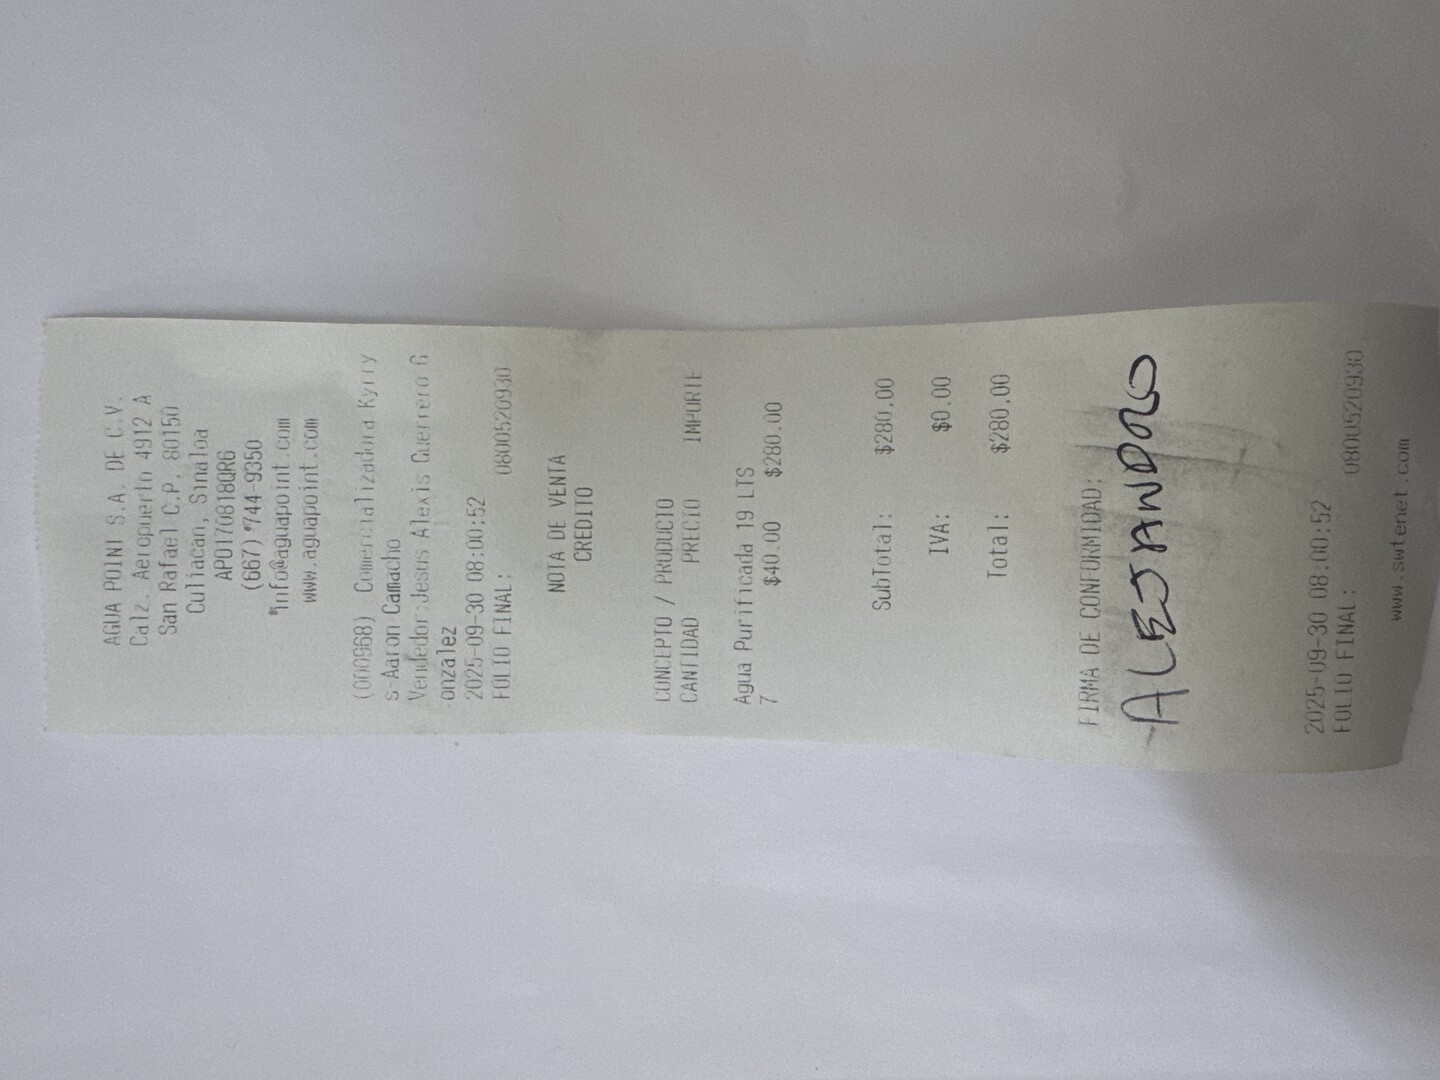 AGUA POINT S.A. DE C.V.
Calz. Aeropuerto 4912 A
San Rafael C.P. 80150
Culiacan, Sinaloa
APO170818QR6
(667) 744-9350
info@aguapoint.com
www.aguapoint.com
(000968) Comercializadora Kyrry
s-Aaron Camacho
Vendedor:Jesus Alexis Guerrero G
onzalez
2025-09-30 08:00:52
FOLIO FINAL: 0800520930
NOTA DE VENTA
CREDITO
CONCEPTO / PRODUCTO
CANTIDAD PRECIO IMPORTE
Agua Purificada 19 LTS
7 $40.00 $280.00
SubTotal: $280.00
IVA: $0.00
Total: $280.00
FIRMA DE CONFORMIDAD:
ALEJANDRO
2025-09-30 08:00:52
FOLIO FINAL: 0800520930
www.swtenet.com